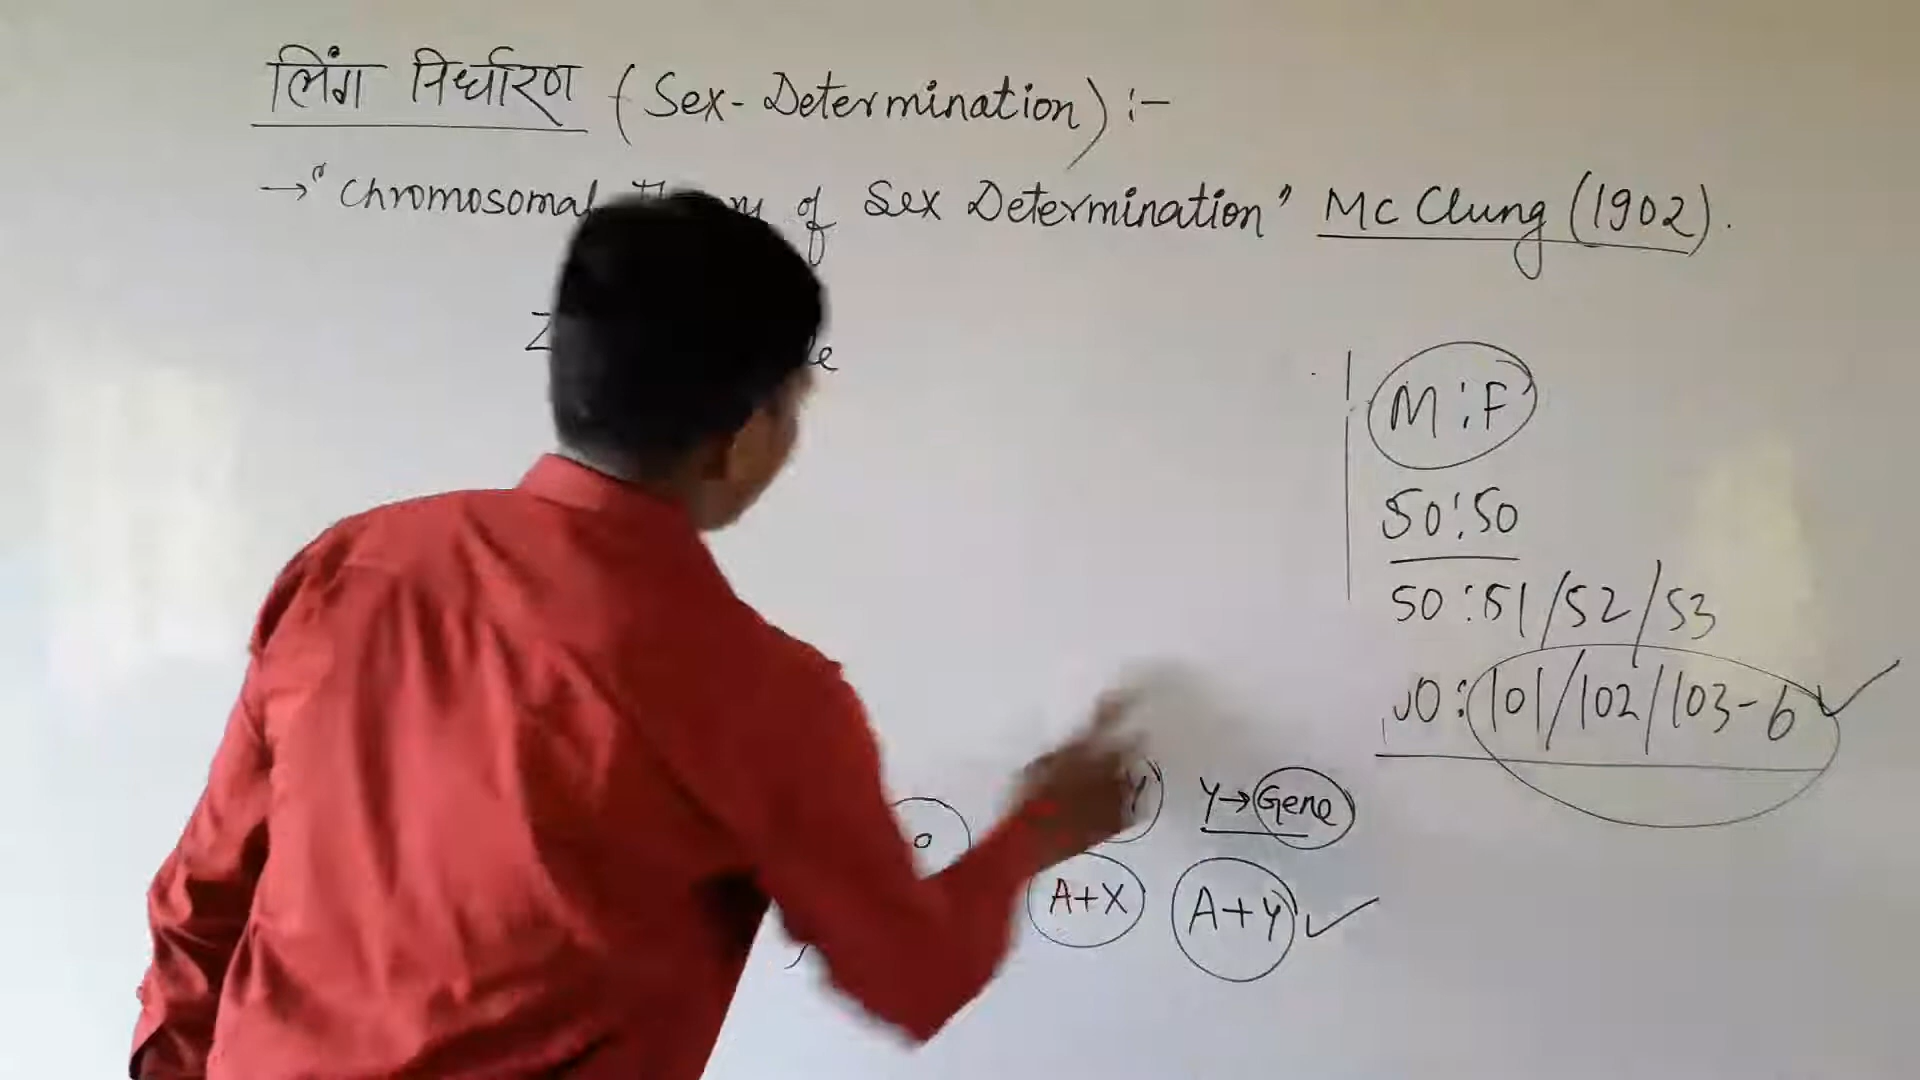 लिंग निर्धारण (Sex-Determination) :-
→ " Chromosomal Theory of Sex Determination" Mc Clung (1902).
M : F
50 : 50
50 : 51 / 52 / 53
101 / 102 / 103 - 6 ✓
Y → Gene
A+X A+Y ✓